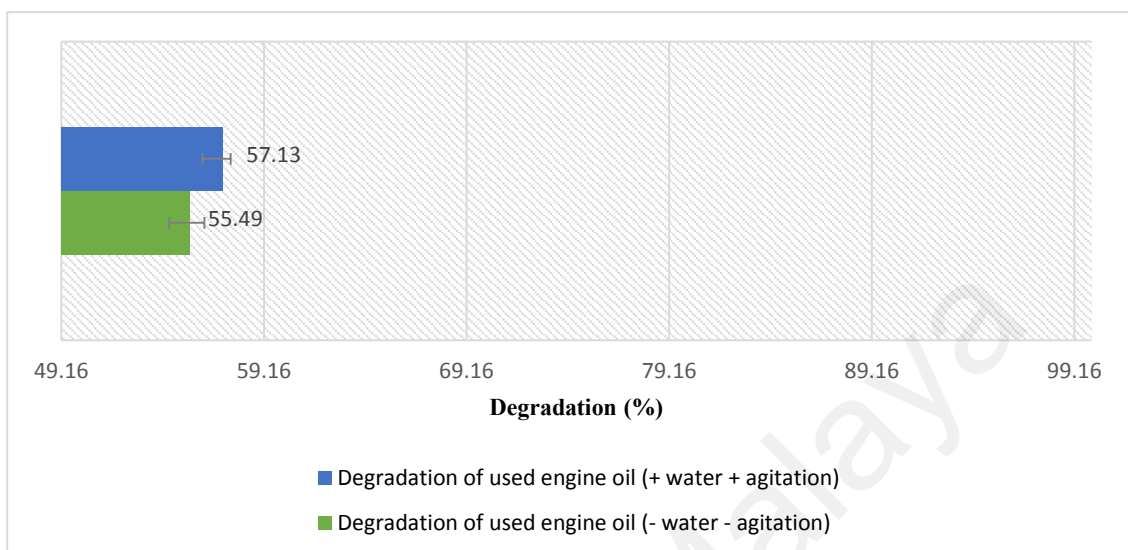 57.13
55.49
49.16 59.16 69.16 79.16 89.16 99.16
Degradation (%)
Degradation of used engine oil (+ water + agitation)
Degradation of used engine oil (- water - agitation)
Malaya